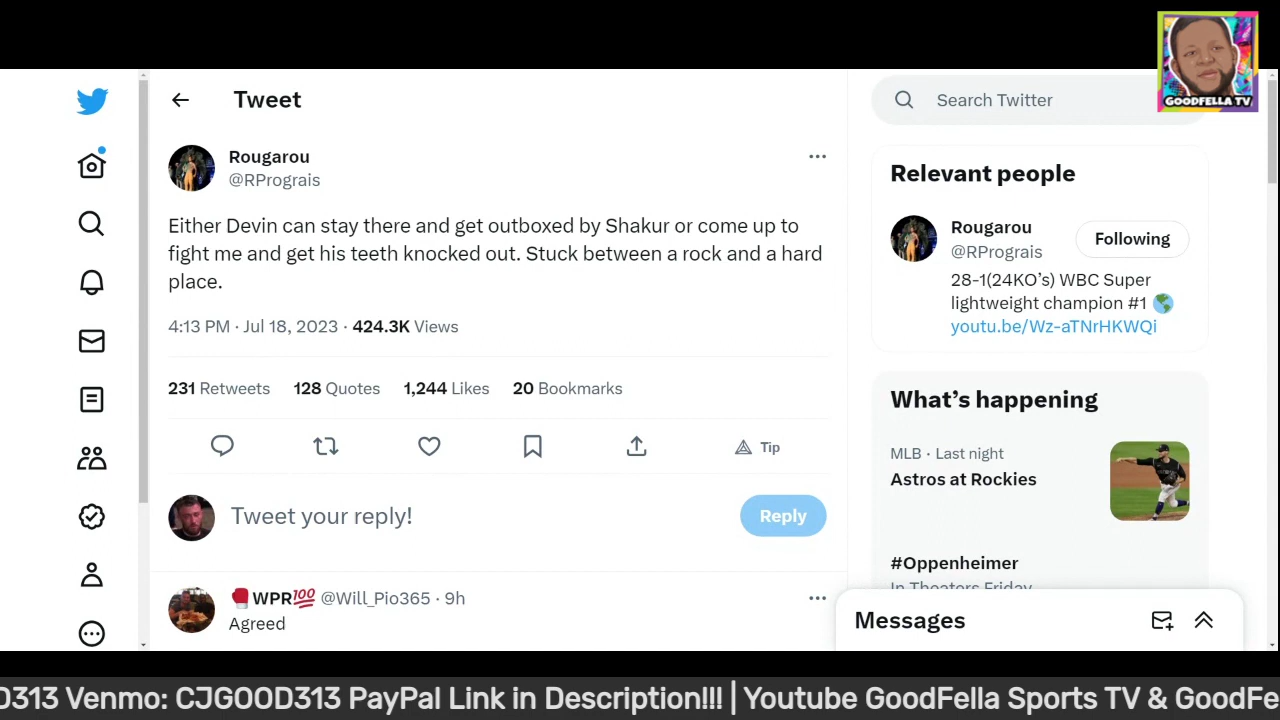 GOODFELLA TV
Tweet
Search Twitter
Rougarou
@RPrograis
Either Devin can stay there and get outboxed by Shakur or come up to
fight me and get his teeth knocked out. Stuck between a rock and a hard
place.
4:13 PM · Jul 18, 2023 · 424.3K Views
231 Retweets 128 Quotes 1,244 Likes 20 Bookmarks
Tip
Tweet your reply!
Reply
🥊WPR💯 @Will_Pio365 · 9h
Agreed
Relevant people
Rougarou
@RPrograis
Following
28-1(24KO’s) WBC Super
lightweight champion #1 🌎
youtu.be/Wz-aTNrHKWQi
What’s happening
MLB · Last night
Astros at Rockies
#Oppenheimer
In Theaters Friday
Messages
D313 Venmo: CJGOOD313 PayPal Link in Description!!! | Youtube GoodFella Sports TV & GoodFe